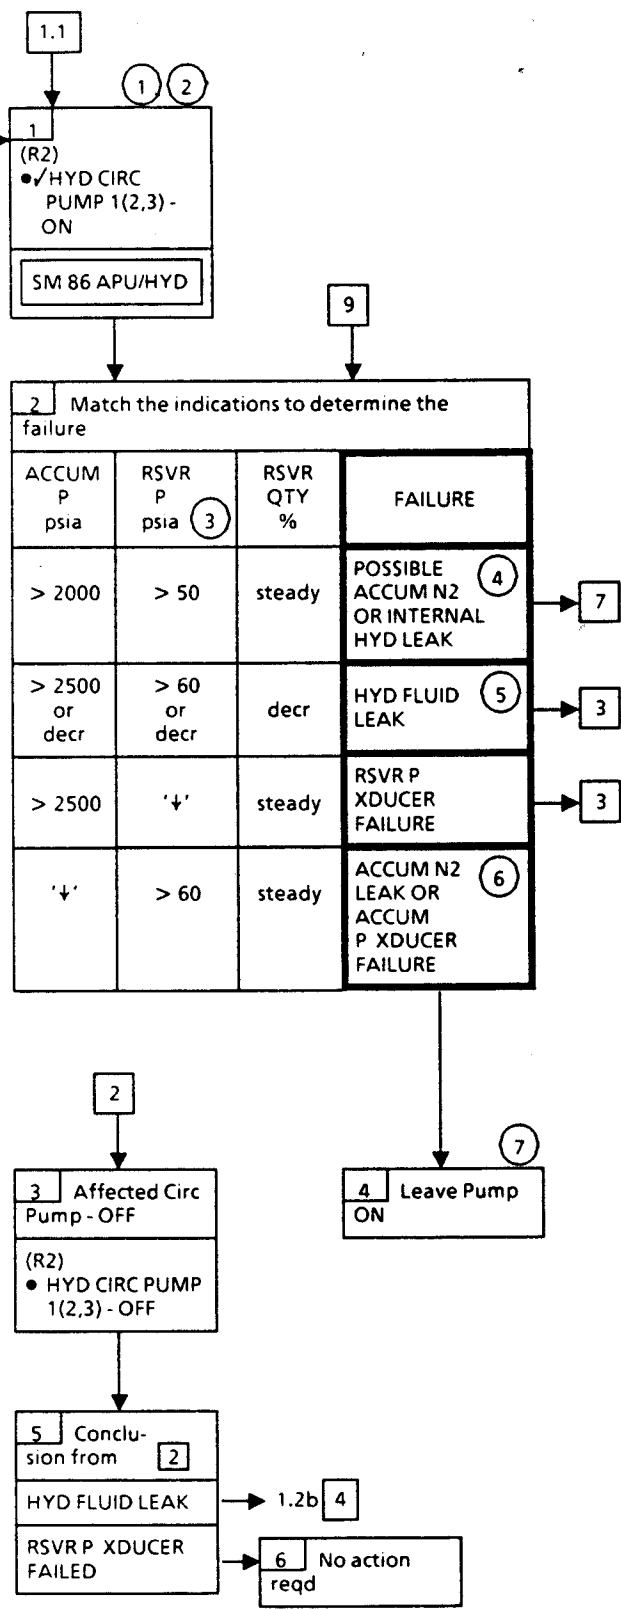 1.1
1 2
1
(R2)
●✓HYD CIRC
PUMP 1(2,3) -
ON
SM 86 APU/HYD
9
2 Match the indications to determine the
failure
ACCUM
P
psia
RSVR
P
psia 3
RSVR
QTY
%
FAILURE
> 2000
> 50
steady
POSSIBLE 4
ACCUM N2
OR INTERNAL
HYD LEAK
7
> 2500
or
decr
> 60
or
decr
decr
HYD FLUID 5
LEAK
3
> 2500
'↓'
steady
RSVR P
XDUCER
FAILURE
3
'↓'
> 60
steady
ACCUM N2 6
LEAK OR
ACCUM
P XDUCER
FAILURE
2
7
3 Affected Circ
Pump - OFF
(R2)
● HYD CIRC PUMP
1(2,3) - OFF
4 Leave Pump
ON
5 Conclu-
sion from 2
HYD FLUID LEAK
1.2b 4
RSVR P XDUCER
FAILED
6 No action
reqd